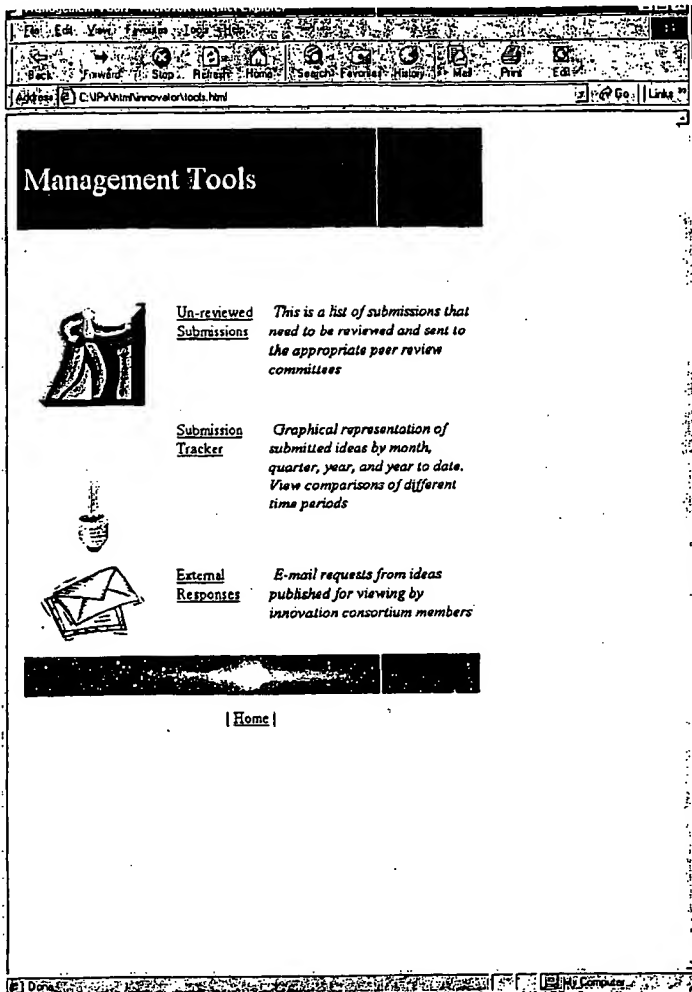 File Edit View Favorites Tools Help
Back Forward Stop Refresh Home Search Favorites History Mail Print Edit
Address C:\IPx\html\innovator\tools.html Go Links »
Management Tools
Un-reviewed This is a list of submissions that
Submissions need to be reviewed and sent to
the appropriate peer review
committees
Submission Graphical representation of
Tracker submitted ideas by month,
quarter, year, and year to date.
View comparisons of different
time periods
External E-mail requests from ideas
Responses published for viewing by
innovation consortium members
| Home |
Done My Computer